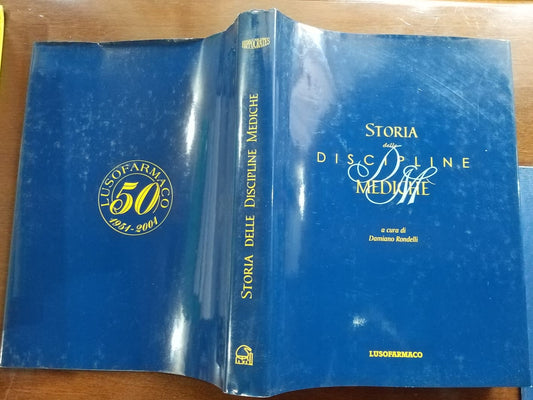 LUSOFARMACO
50
1951-2001
HIPPOCRATES
STORIA DELLE DISCIPLINE MEDICHE
STORIA
delle
DISCIPLINE
MEDICHE
a cura di
Damiano Rondelli
LUSOFARMACO